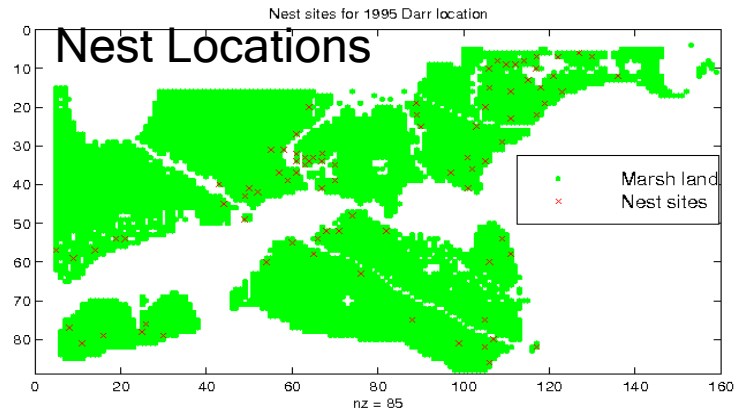 Nest sites for 1995 Darr location
Nest Locations
0
10
20
30
40
50
60
70
80
Marsh land
Nest sites
0 20 40 60 80 100 120 140 160
nz = 85